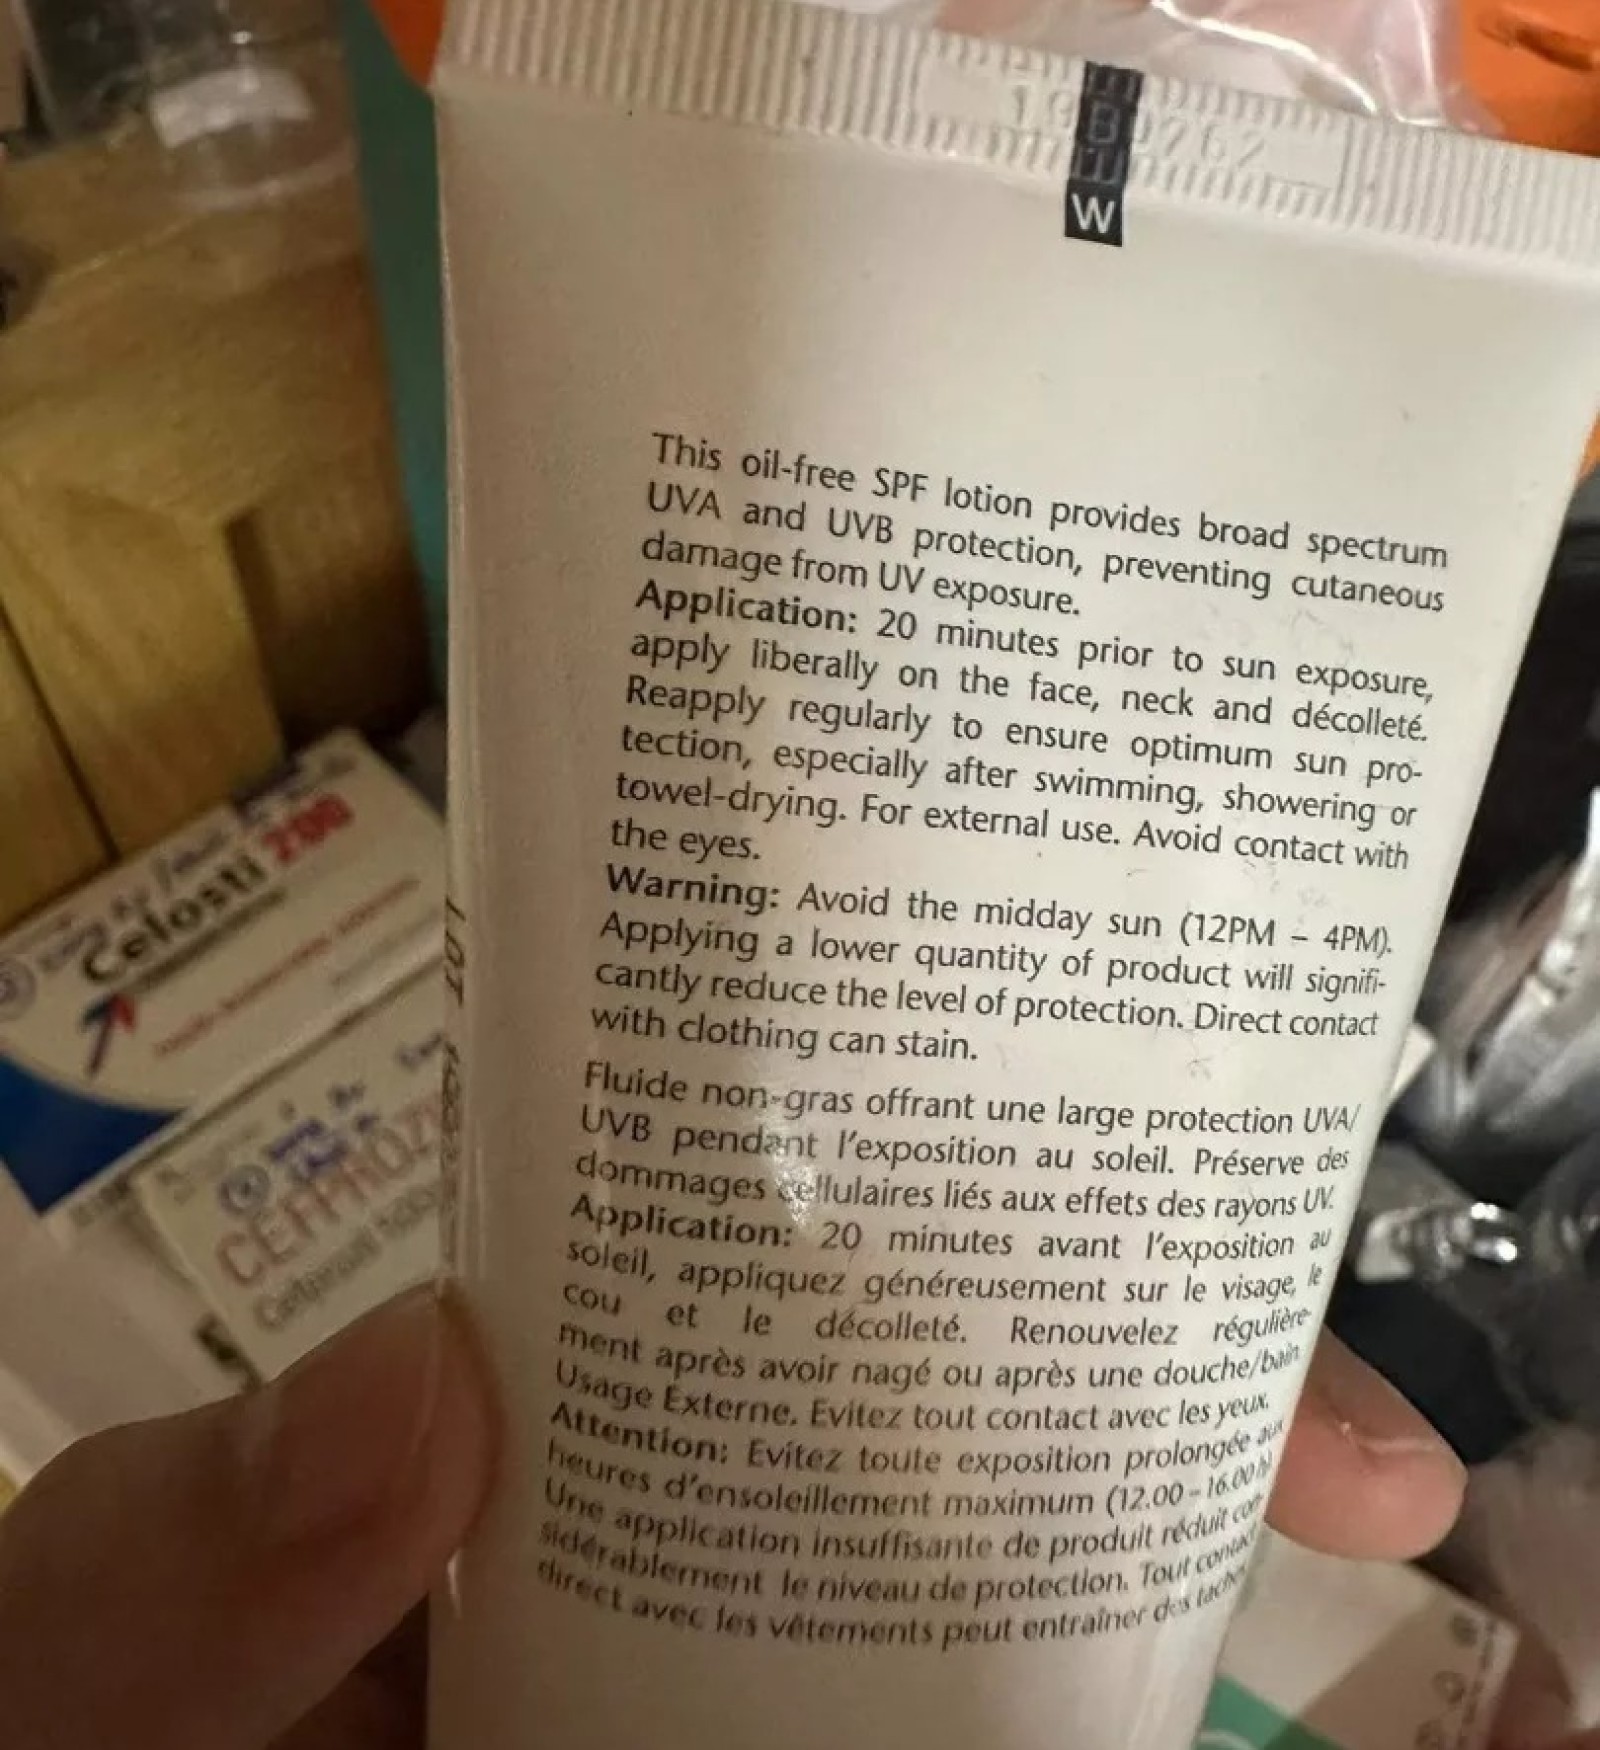 W
This oil-free SPF lotion provides broad spectrum
UVA and UVB protection, preventing cutaneous
damage from UV exposure.
Application: 20 minutes prior to sun exposure,
apply liberally on the face, neck and décolleté.
Reapply regularly to ensure optimum sun pro-
tection, especially after swimming, showering or
towel-drying. For external use. Avoid contact with
the eyes.
Warning: Avoid the midday sun (12PM – 4PM).
Applying a lower quantity of product will signifi-
cantly reduce the level of protection. Direct contact
with clothing can stain.
Fluide non-gras offrant une large protection UVA/
UVB pendant l'exposition au soleil. Préserve des
dommages cellulaires liés aux effets des rayons UV.
Application: 20 minutes avant l'exposition au
soleil, appliquez généreusement sur le visage, le
cou et le décolleté. Renouvelez régulière-
ment après avoir nagé ou après une douche/bain
Usage Externe. Evitez tout contact avec les yeux.
Attention: Evitez toute exposition prolongée aux
heures d'ensoleillement maximum (12.00 – 16.00 h)
Une application insuffisante de produit réduit con-
sidérablement le niveau de protection. Tout contact
direct avec les vêtements peut entraîner des taches
LOT
Celosti 200